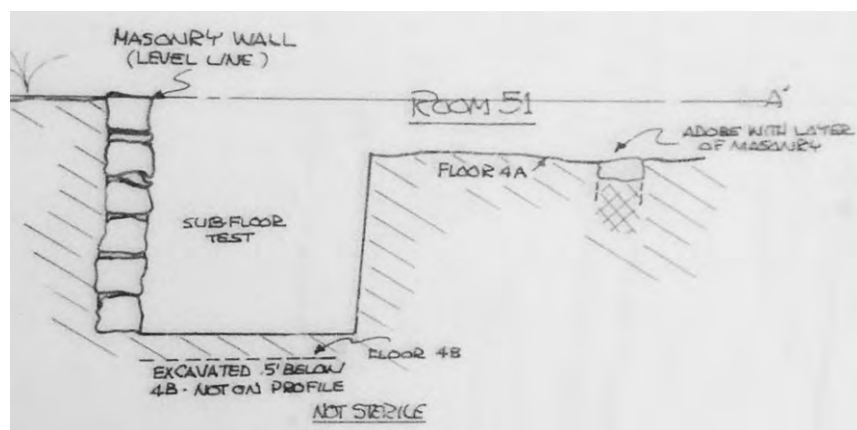 MASONRY WALL
(LEVEL LINE)
ROOM 51
A'
ADOBE WITH LAYER
OF MASONRY
FLOOR 4A
SUB-FLOOR
TEST
FLOOR 4B
EXCAVATED .5' BELOW
4B - NOT ON PROFILE
NOT STERILE